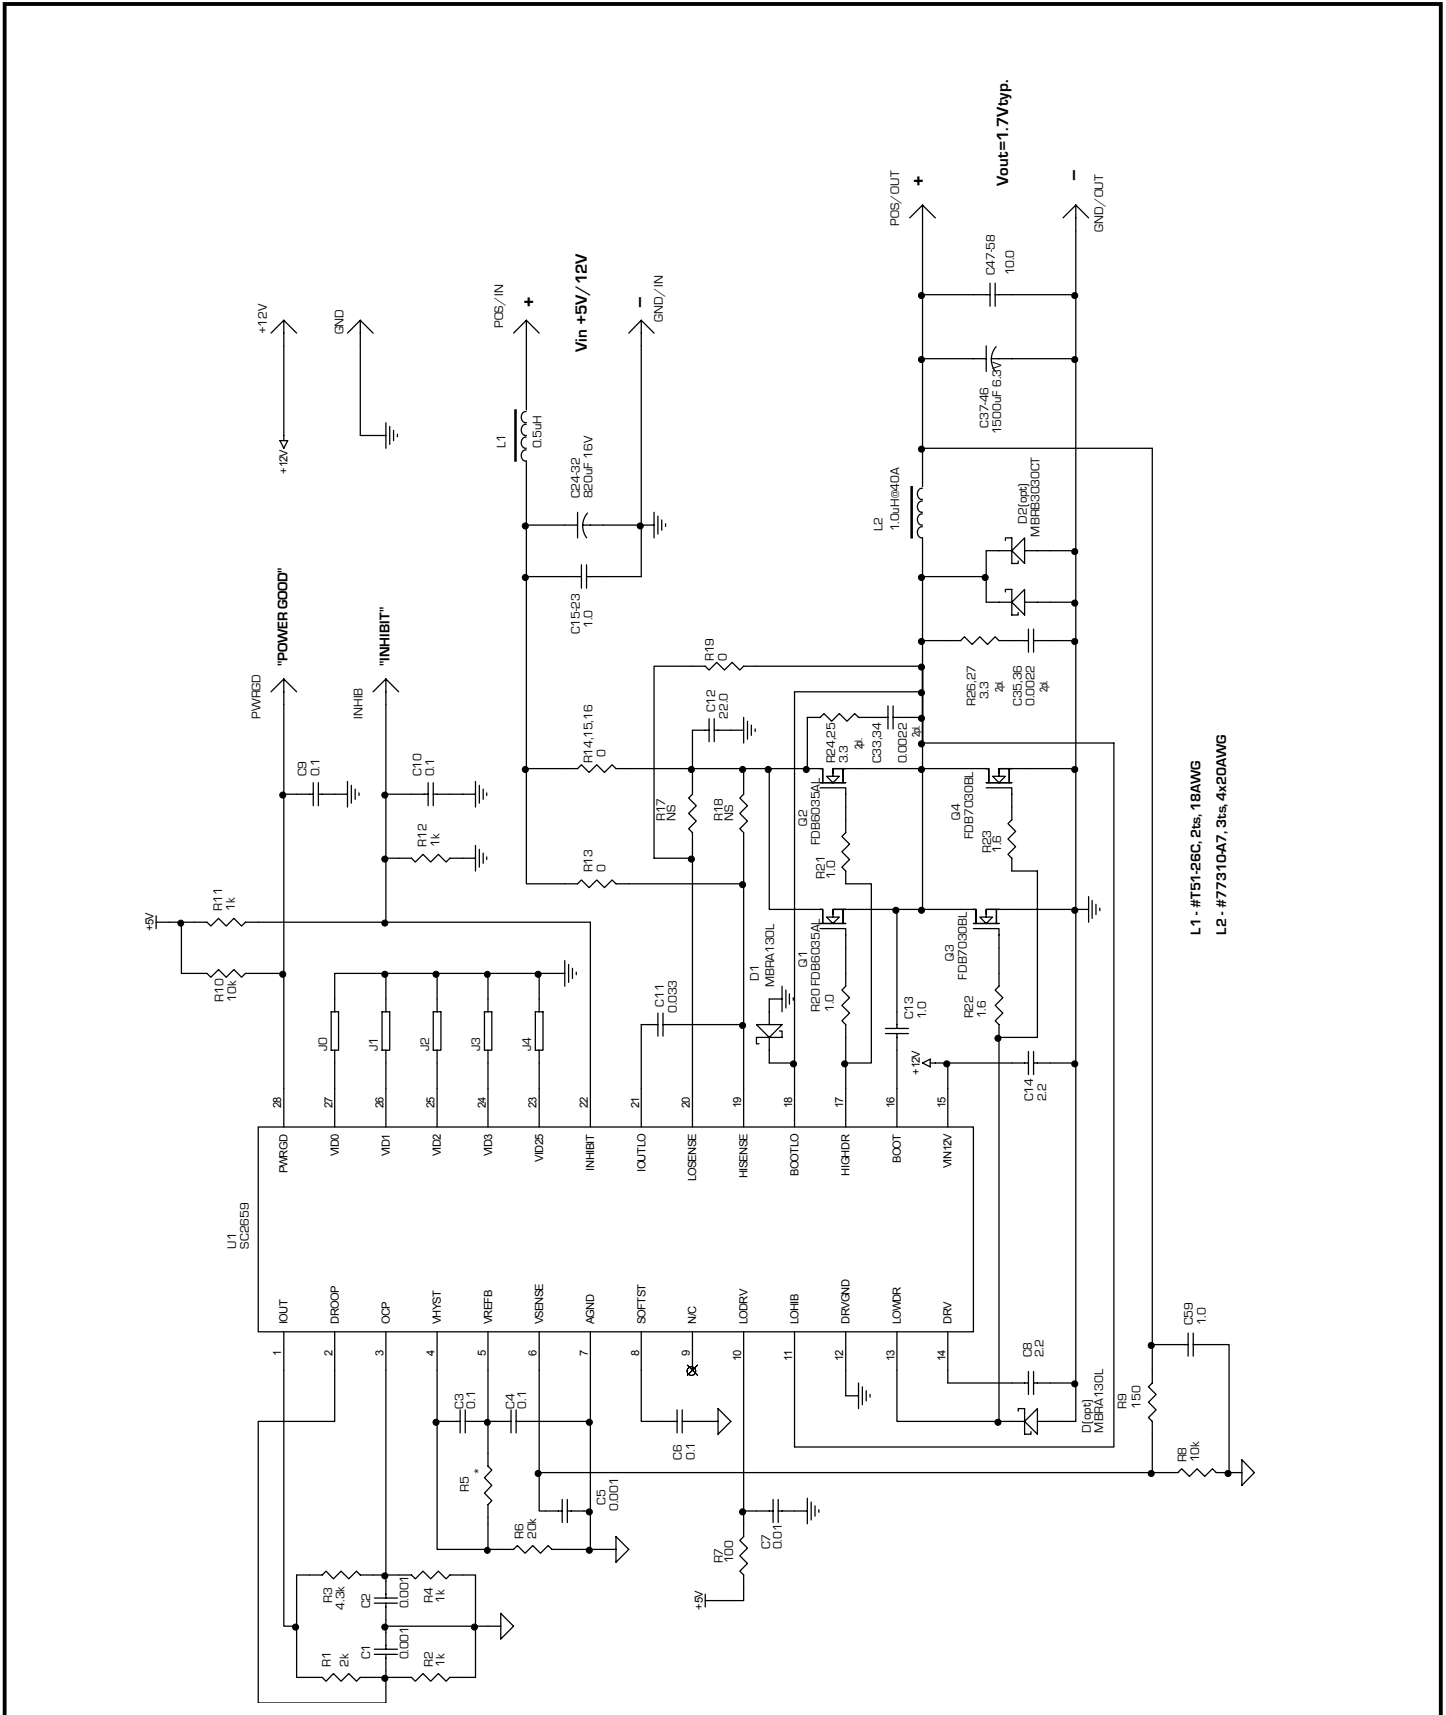 +12V
+12V
GND
"POWER GOOD"
PWRGD
"INHIBIT"
INHIB
POS/IN
+
Vin +5V/12V
-
GND/IN
L1
0.5uH
C24-32
820uF 16V
C15-23
1.0
POS/OUT
+
Vout=1.7Vtyp.
-
GND/OUT
C47-58
10.0
C37-46
1500uF 6.3V
L2
1.0uH@40A
D2(opt)
MBRB3030CT
R26,27
3.3
2pl.
C35,36
0.0022
2pl.
R19
0
C12
22.0
R14,15,16
0
R24,25
3.3
2pl.
C33,34
0.0022
2pl.
C9
0.1
C10
0.1
R12
1k
R11
1k
+5V
R10
10k
R17
NS
R18
NS
R13
0
Q2
FDB6035AL
R21
1.0
Q4
FDB7030BL
R23
1.6
D1
MBRA130L
Q1
FDB6035AL
R20
1.0
Q3
FDB7030BL
R22
1.6
C11
0.033
C13
1.0
+12V
C14
2.2
J0
J1
J2
J3
J4
28
27
26
25
24
23
22
21
20
19
18
17
16
15
PWRGD
VID0
VID1
VID2
VID3
VID25
INHIBIT
IOUTLO
LOSENSE
HISENSE
BOOTLO
HIGHDR
BOOT
VIN12V
U1
SC2659
IOUT
DROOP
OCP
VHYST
VREFB
VSENSE
AGND
SOFTST
N/C
LODRV
LOHIB
DRVGND
LOWDR
DRV
1
2
3
4
5
6
7
8
9
10
11
12
13
14
C3
0.1
C4
0.1
R5
*
R6
20k
C5
0.001
C6
0.1
C7
0.01
R7
100
+5V
C8
2.2
D(opt)
MBRA130L
R9
150
R8
10k
C59
1.0
R3
4.3k
C2
0.001
R4
1k
R1
2k
C1
0.001
R2
1k
L1 - #T51-26C, 2ts, 18AWG
L2 - #77310-A7, 3ts, 4x20AWG